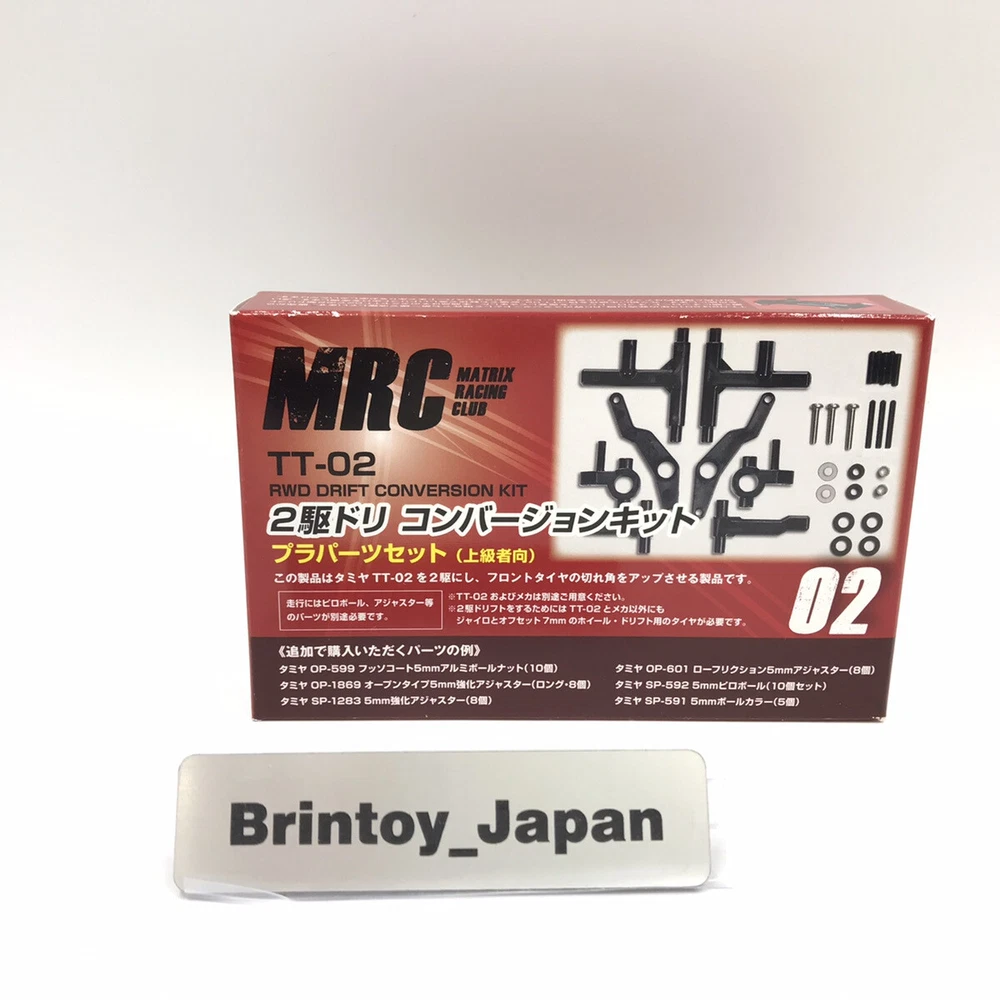 MRC
MATRIX
RACING
CLUB
TT-02
RWD DRIFT CONVERSION KIT
2駆ドリ コンバージョンキット
プラパーツセット（上級者向）
この製品はタミヤ TT-02 を2駆にし、フロントタイヤの切れ角をアップさせる製品です。
走行にはピロボール、アジャスター等
のパーツが別途必要です。
※TT-02 およびメカは別途ご用意ください。
※2駆ドリフトをするためには TT-02 とメカ以外にも
ジャイロとオフセット 7mm のホイール・ドリフト用のタイヤが必要です。
02
《追加で購入いただくパーツの例》
タミヤ OP-599 フッソコート5mmアルミボールナット(10個)
タミヤ OP-1869 オープンタイプ5mm強化アジャスター(ロング・8個)
タミヤ SP-1283 5mm強化アジャスター(8個)
タミヤ OP-601 ローフリクション5mmアジャスター(8個)
タミヤ SP-592 5mmピロボール(10個セット)
タミヤ SP-591 5mmボールカラー(5個)
Brintoy_Japan